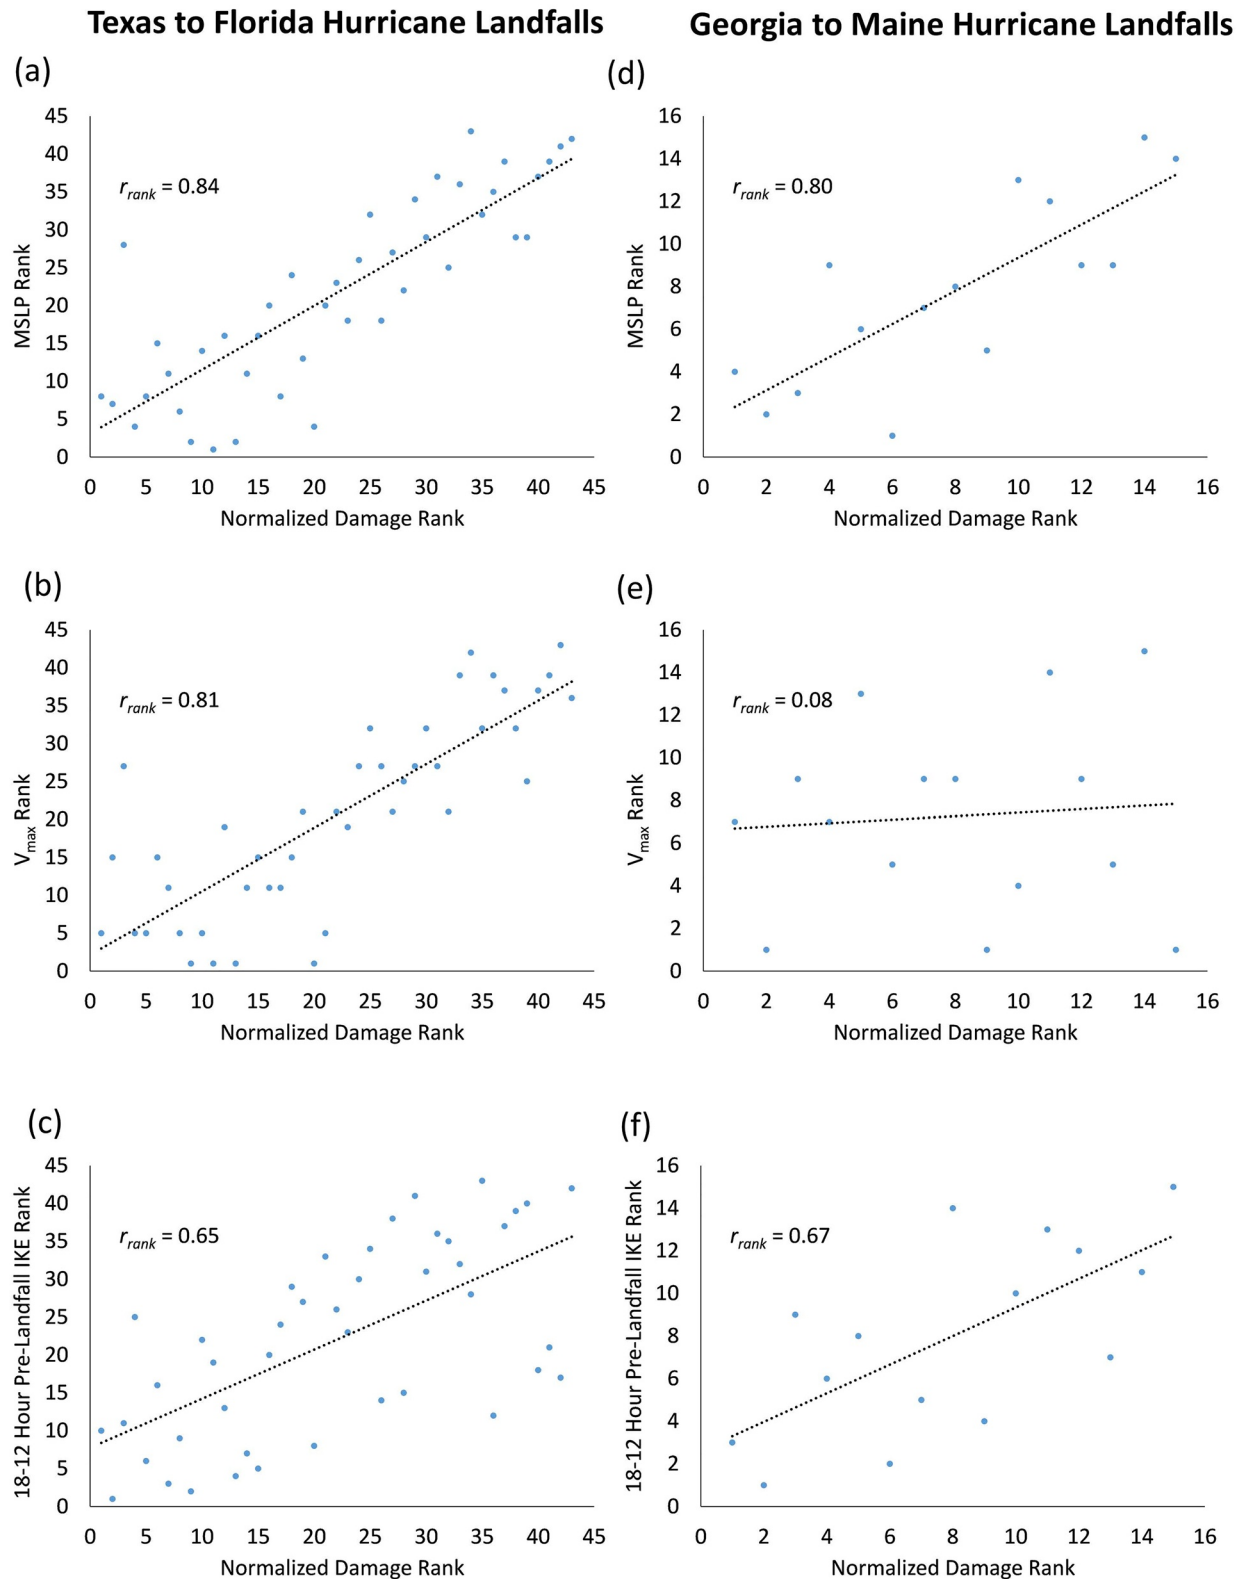 Texas to Florida Hurricane Landfalls
Georgia to Maine Hurricane Landfalls
(a)
MSLP Rank
45
40
35
30
25
20
15
10
5
0
r_rank = 0.84
0 5 10 15 20 25 30 35 40 45
Normalized Damage Rank
(d)
MSLP Rank
16
14
12
10
8
6
4
2
0
r_rank = 0.80
0 2 4 6 8 10 12 14 16
Normalized Damage Rank
(b)
Vmax Rank
45
40
35
30
25
20
15
10
5
0
r_rank = 0.81
0 5 10 15 20 25 30 35 40 45
Normalized Damage Rank
(e)
Vmax Rank
16
14
12
10
8
6
4
2
0
r_rank = 0.08
0 2 4 6 8 10 12 14 16
Normalized Damage Rank
(c)
18-12 Hour Pre-Landfall IKE Rank
45
40
35
30
25
20
15
10
5
0
r_rank = 0.65
0 5 10 15 20 25 30 35 40 45
Normalized Damage Rank
(f)
18-12 Hour Pre-Landfall IKE Rank
16
14
12
10
8
6
4
2
0
r_rank = 0.67
0 2 4 6 8 10 12 14 16
Normalized Damage Rank